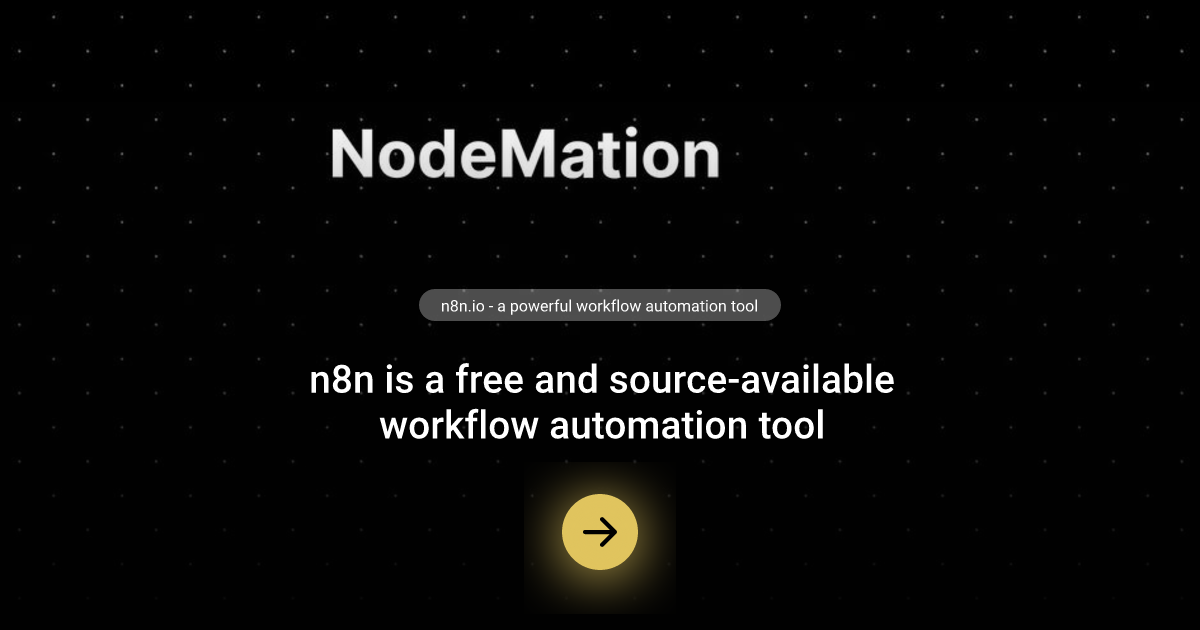 NodeMation
n8n.io - a powerful workflow automation tool
n8n is a free and source-available
workflow automation tool